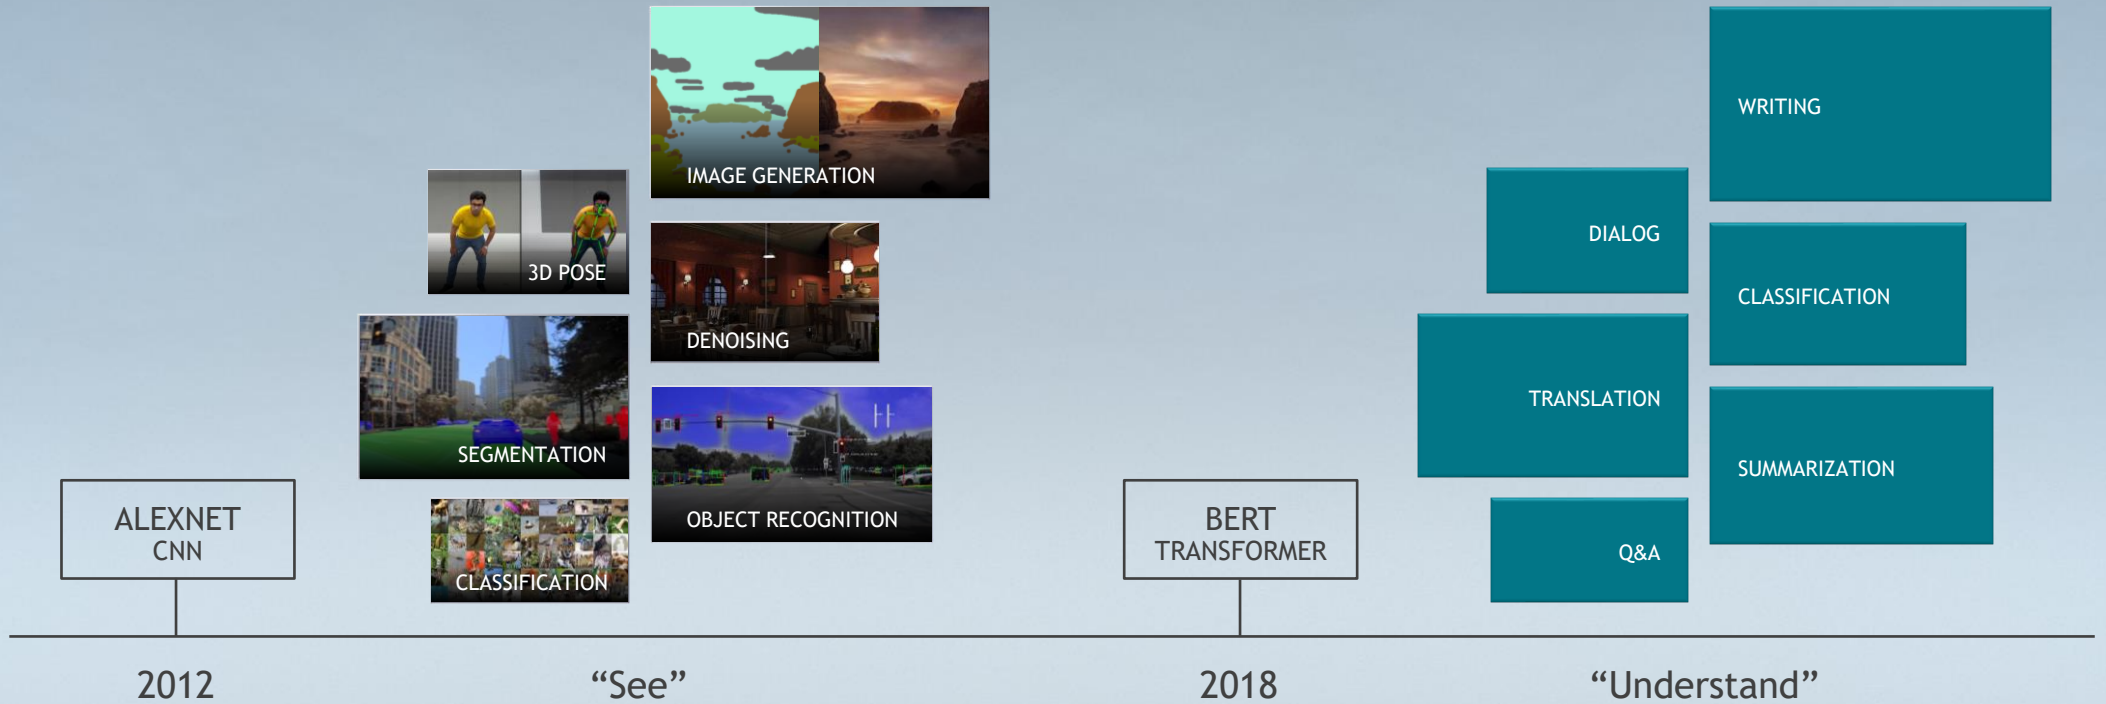 ALEXNET
CNN
2012
IMAGE GENERATION
3D POSE
DENOISING
SEGMENTATION
OBJECT RECOGNITION
CLASSIFICATION
“See”
BERT
TRANSFORMER
2018
WRITING
DIALOG
CLASSIFICATION
TRANSLATION
SUMMARIZATION
Q&A
“Understand”